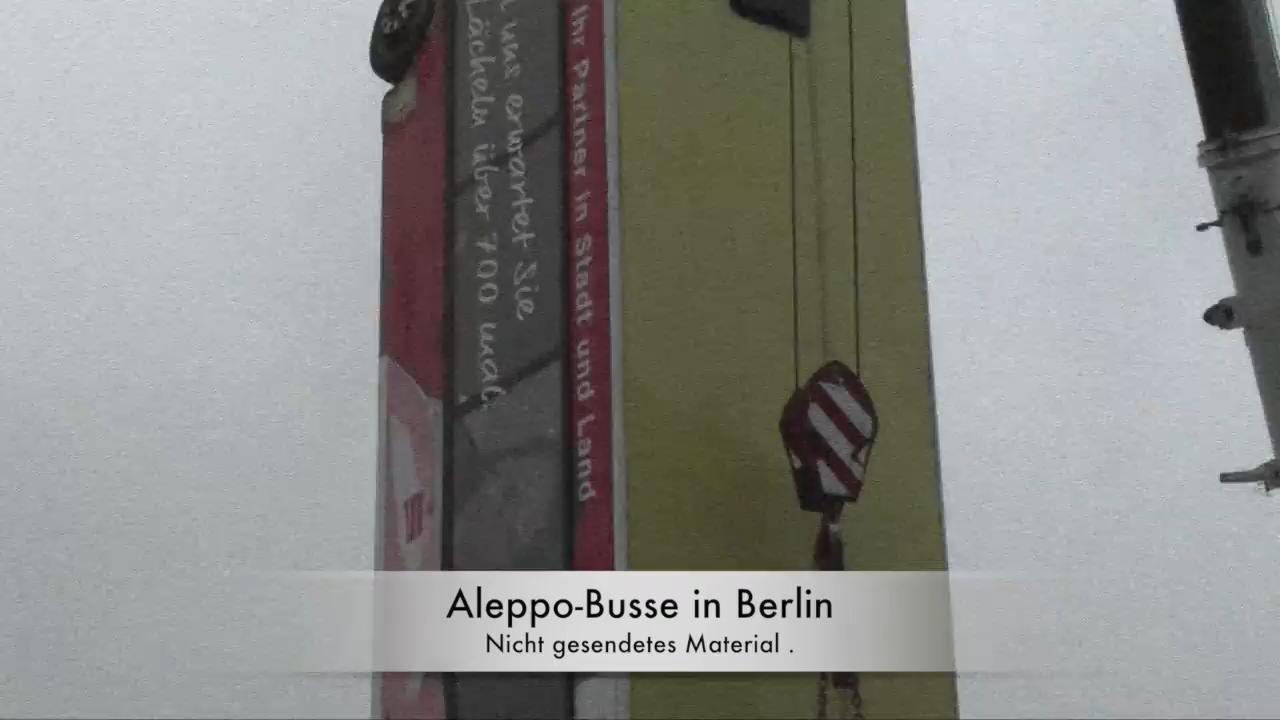 uns erwartet Sie
Lächeln über 700 mal.
Ihr Partner in Stadt und Land
Aleppo-Busse in Berlin
Nicht gesendetes Material .